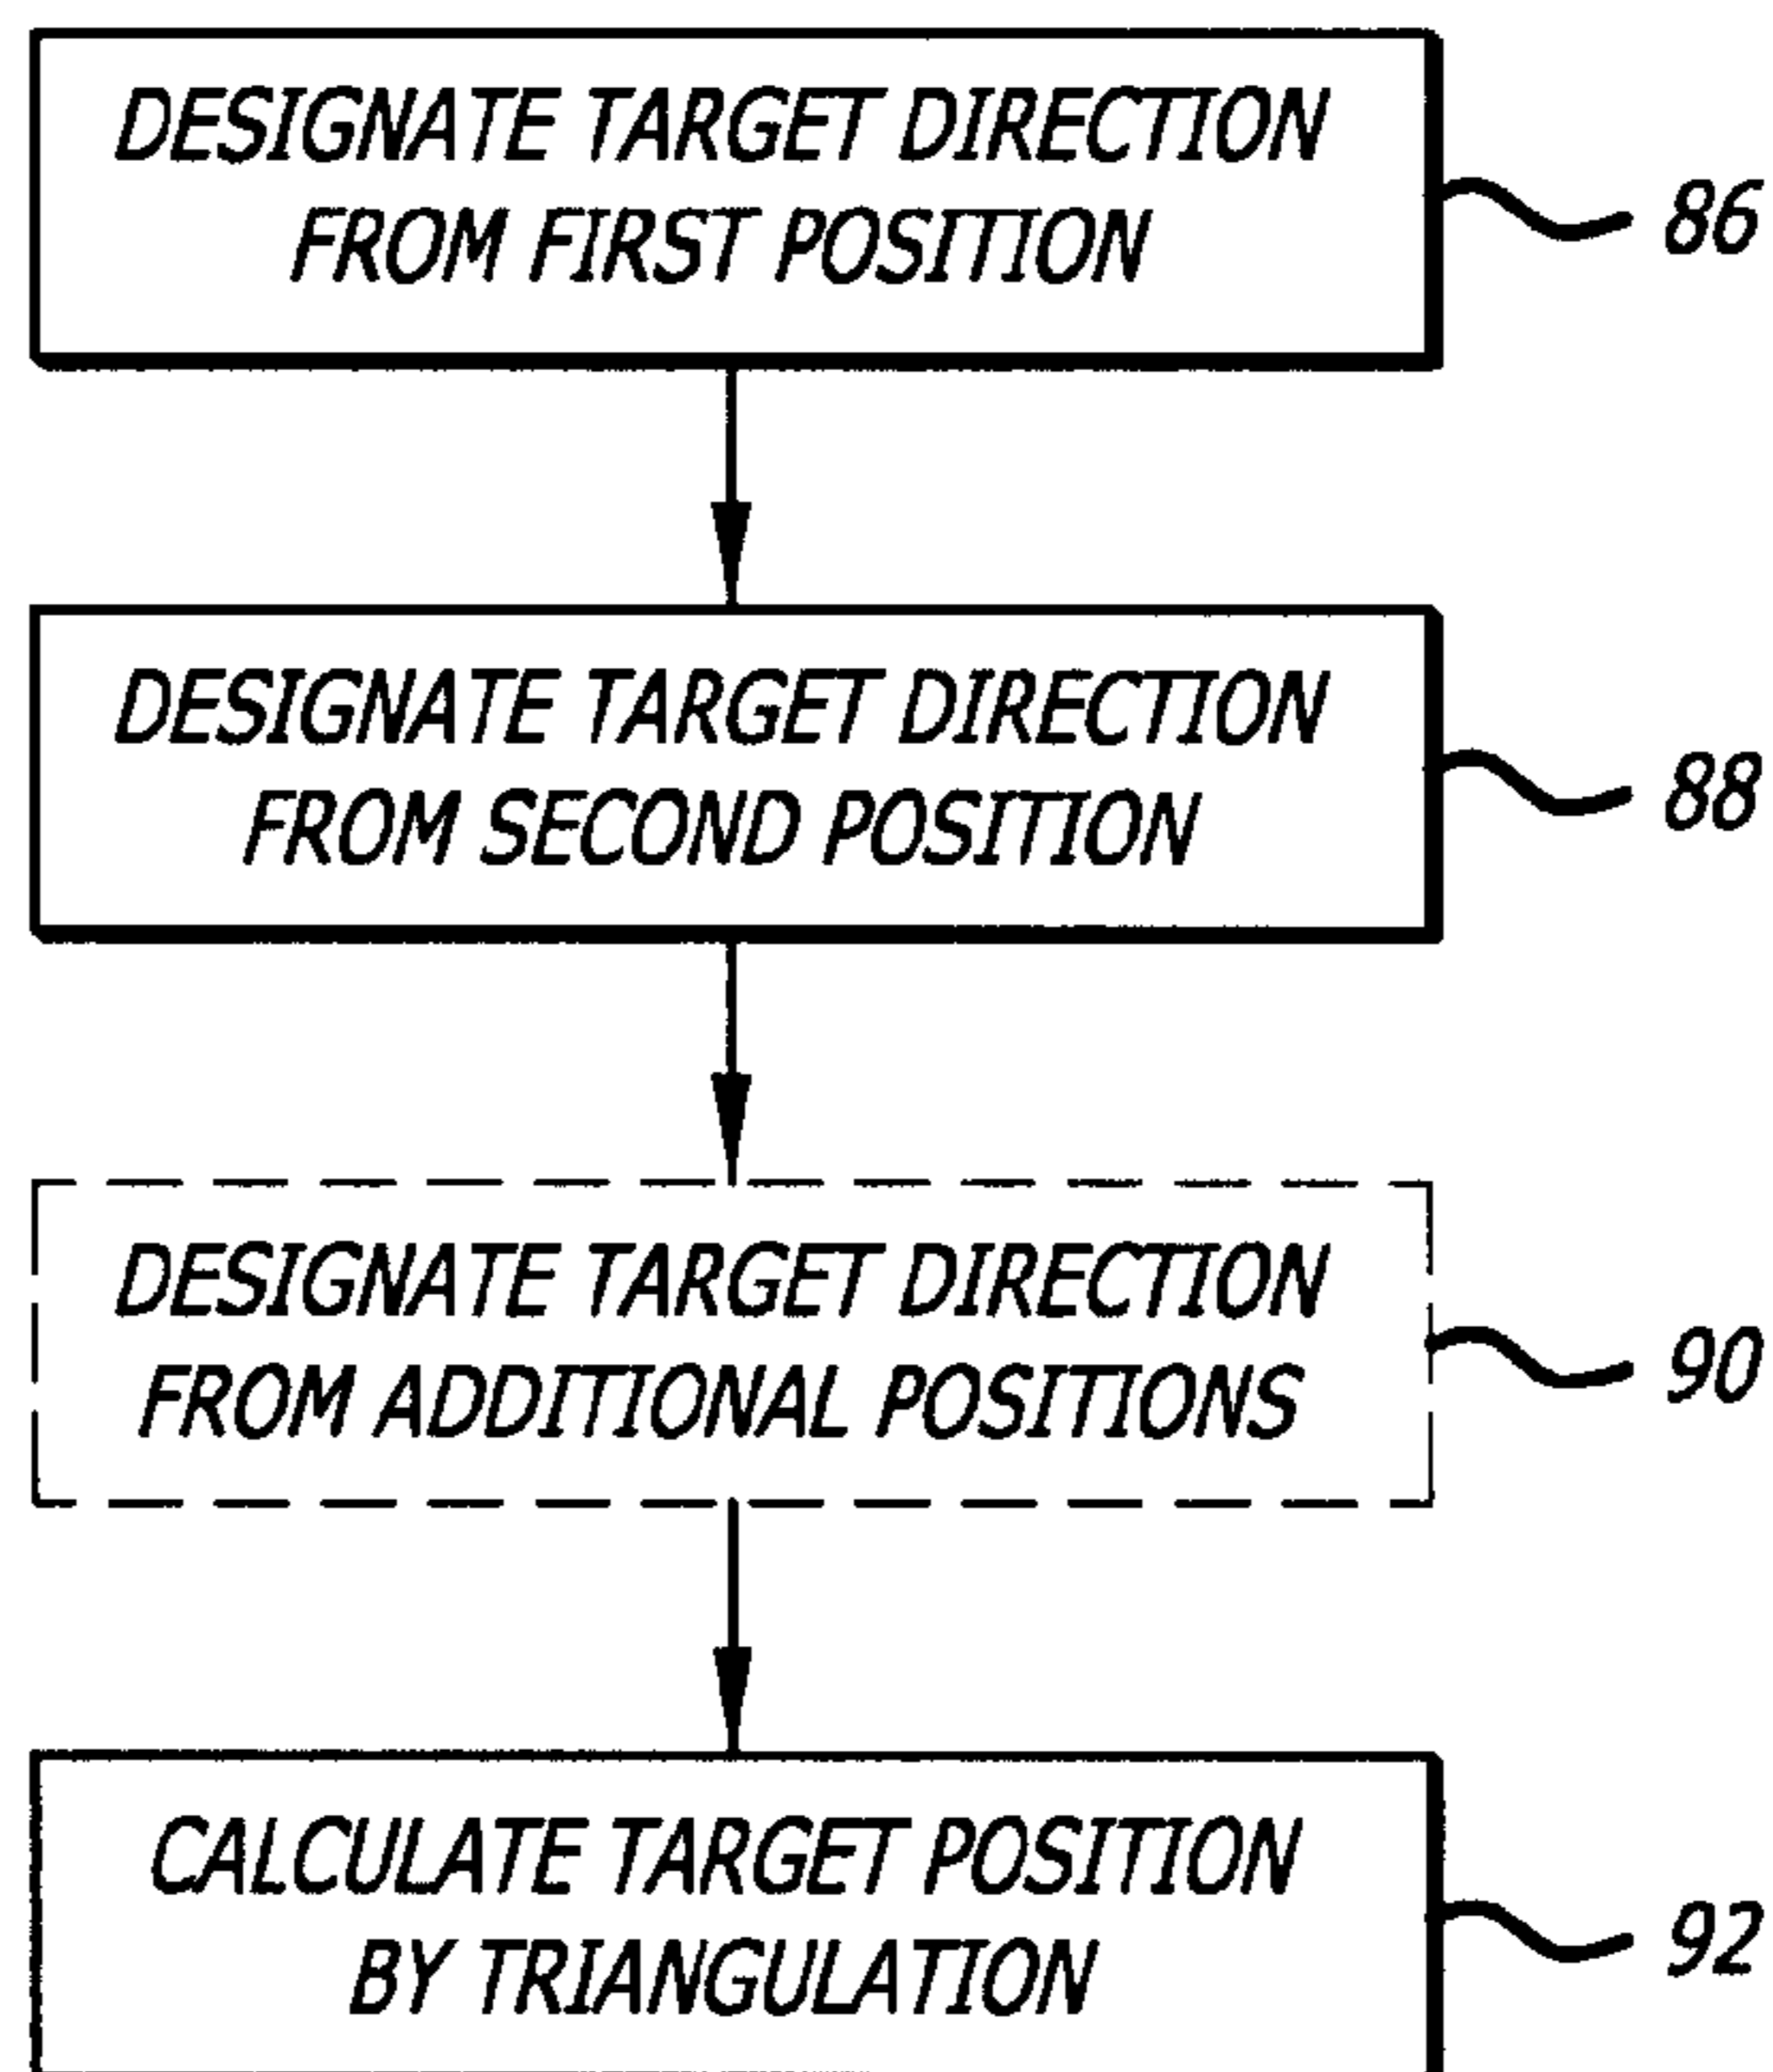 DESIGNATE TARGET DIRECTION
FROM FIRST POSITION
86
DESIGNATE TARGET DIRECTION
FROM SECOND POSITION
88
DESIGNATE TARGET DIRECTION
FROM ADDITIONAL POSITIONS
90
CALCULATE TARGET POSITION
BY TRIANGULATION
92